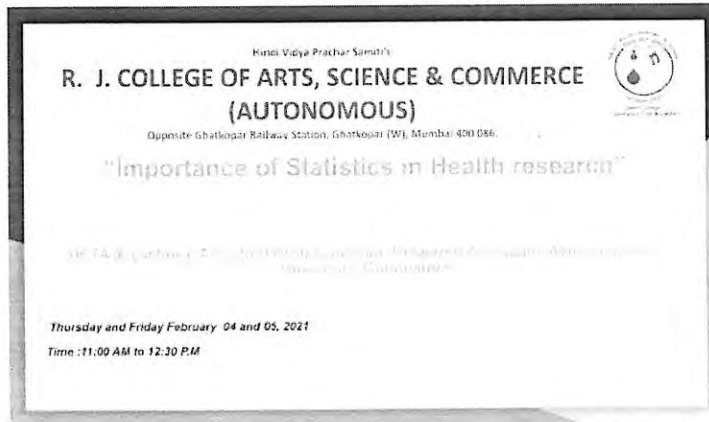 Hindi Vidya Prachar Samiti's
R. J. COLLEGE OF ARTS, SCIENCE & COMMERCE
(AUTONOMOUS)
Opposite Ghatkopar Railway Station, Ghatkopar (W), Mumbai 400 086.
"Importance of Statistics in Health research"
Thursday and Friday February 04 and 05, 2021
Time :11:00 AM to 12:30 P.M